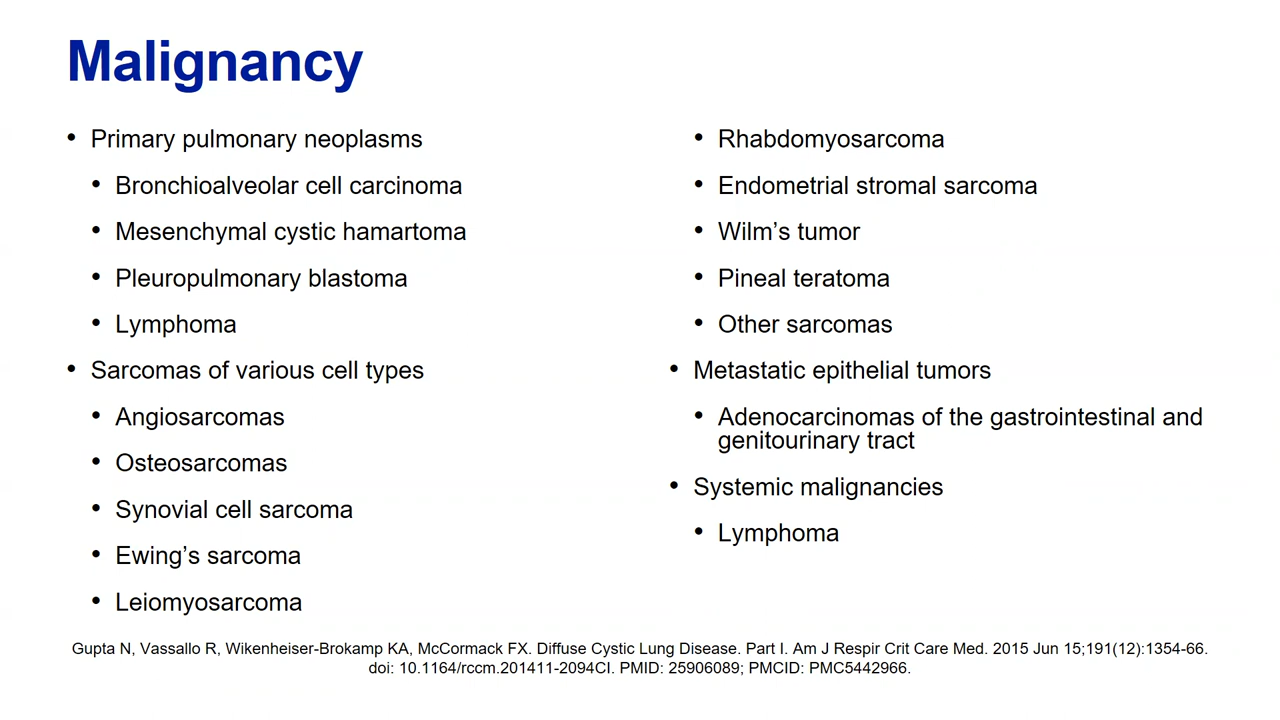 Malignancy
• Primary pulmonary neoplasms
• Bronchioalveolar cell carcinoma
• Mesenchymal cystic hamartoma
• Pleuropulmonary blastoma
• Lymphoma
• Sarcomas of various cell types
• Angiosarcomas
• Osteosarcomas
• Synovial cell sarcoma
• Ewing’s sarcoma
• Leiomyosarcoma
• Rhabdomyosarcoma
• Endometrial stromal sarcoma
• Wilm’s tumor
• Pineal teratoma
• Other sarcomas
• Metastatic epithelial tumors
• Adenocarcinomas of the gastrointestinal and
genitourinary tract
• Systemic malignancies
• Lymphoma
Gupta N, Vassallo R, Wikenheiser-Brokamp KA, McCormack FX. Diffuse Cystic Lung Disease. Part I. Am J Respir Crit Care Med. 2015 Jun 15;191(12):1354-66.
doi: 10.1164/rccm.201411-2094CI. PMID: 25906089; PMCID: PMC5442966.